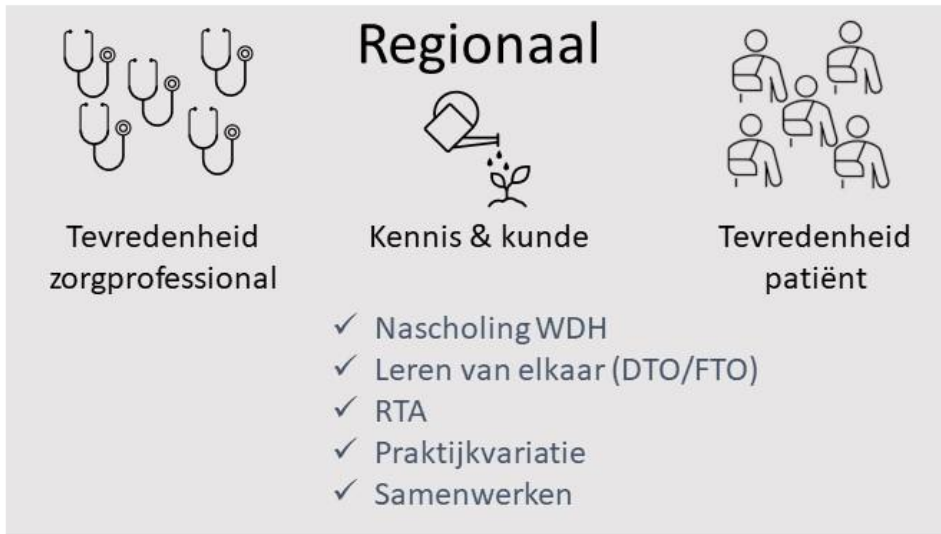 Regionaal
Tevredenheid
zorgprofessional
Kennis & kunde
Tevredenheid
patiënt
✓ Nascholing WDH
✓ Leren van elkaar (DTO/FTO)
✓ RTA
✓ Praktijkvariatie
✓ Samenwerken